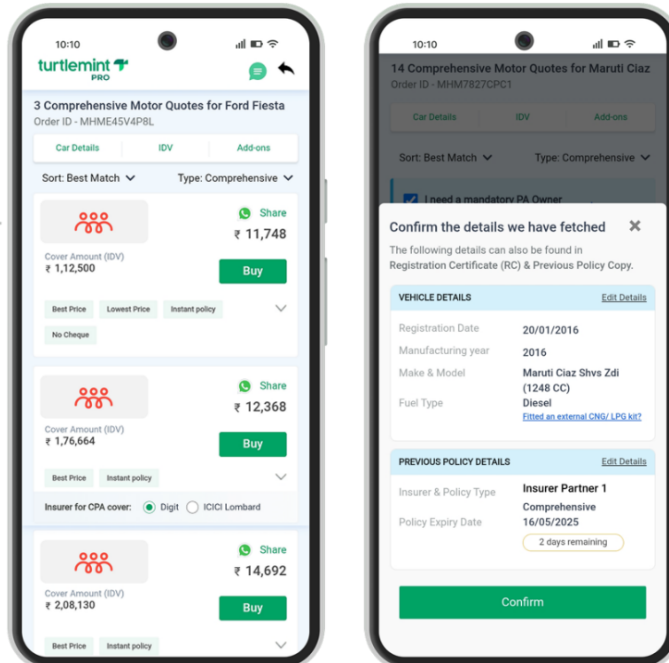 10:10
turtlemint
PRO
3 Comprehensive Motor Quotes for Ford Fiesta
Order ID - MHME45V4P8L
Car Details IDV Add-ons
Sort: Best Match Type: Comprehensive
Share
₹ 11,748
Cover Amount (IDV)
₹ 1,12,500
Buy
Best Price Lowest Price Instant policy
No Cheque
Share
₹ 12,368
Cover Amount (IDV)
₹ 1,76,664
Buy
Best Price Instant policy
Insurer for CPA cover: Digit ICICI Lombard
Share
₹ 14,692
Cover Amount (IDV)
₹ 2,08,130
Buy
Best Price Instant policy
10:10
14 Comprehensive Motor Quotes for Maruti Ciaz
Order ID - MHM7827CPC1
Car Details IDV Add-ons
Sort: Best Match Type: Comprehensive
I need a mandatory PA Owner
Confirm the details we have fetched
The following details can also be found in
Registration Certificate (RC) & Previous Policy Copy.
VEHICLE DETAILS Edit Details
Registration Date 20/01/2016
Manufacturing year 2016
Make & Model Maruti Ciaz Shvs Zdi
(1248 CC)
Fuel Type Diesel
Fitted an external CNG/ LPG kit?
PREVIOUS POLICY DETAILS Edit Details
Insurer & Policy Type Insurer Partner 1
Comprehensive
Policy Expiry Date 16/05/2025
2 days remaining
Confirm